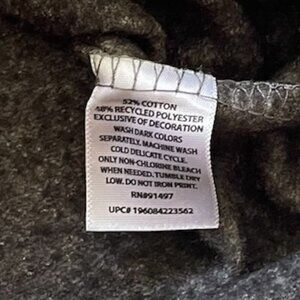 52% COTTON
48% RECYCLED POLYESTER
EXCLUSIVE OF DECORATION
WASH DARK COLORS
SEPARATELY. MACHINE WASH
COLD DELICATE CYCLE.
ONLY NON-CHLORINE BLEACH
WHEN NEEDED. TUMBLE DRY
LOW. DO NOT IRON PRINT.
RN#91497
UPC# 196084223562